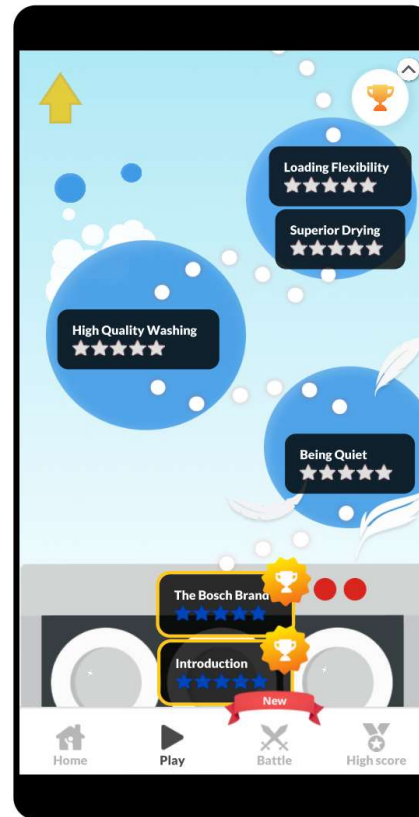 Loading Flexibility
Superior Drying
High Quality Washing
Being Quiet
The Bosch Brand
Introduction
New
Home
Play
Battle
High score